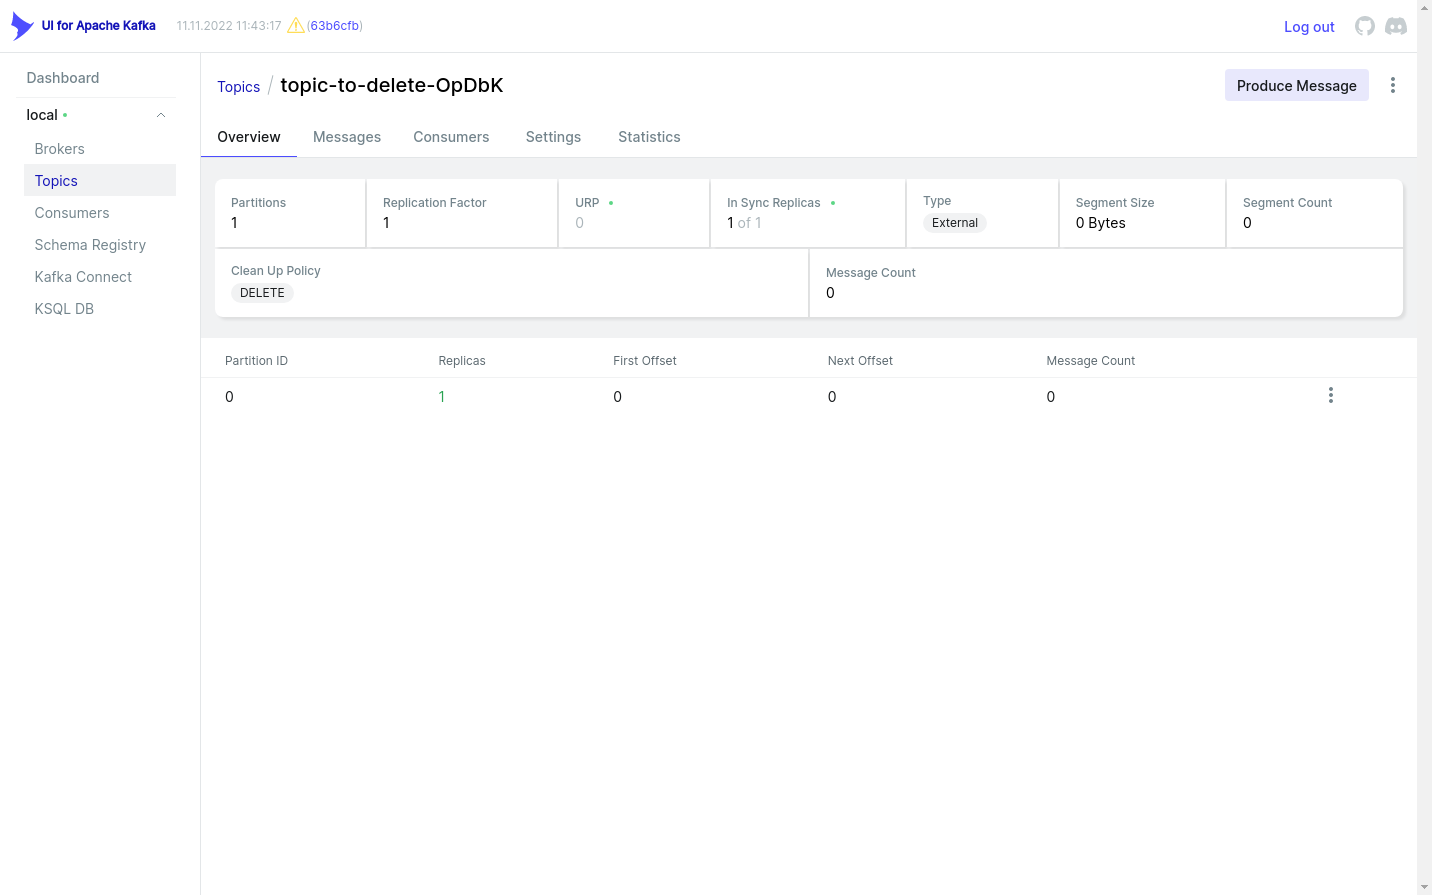 UI for Apache Kafka 11.11.2022 11:43:17 (63b6cfb) Log out
Dashboard
local
Brokers
Topics
Consumers
Schema Registry
Kafka Connect
KSQL DB
Topics / topic-to-delete-OpDbK Produce Message
Overview Messages Consumers Settings Statistics
Partitions Replication Factor URP In Sync Replicas Type Segment Size Segment Count
1 1 0 1 of 1 External 0 Bytes 0
Clean Up Policy Message Count
DELETE 0
Partition ID Replicas First Offset Next Offset Message Count
0 1 0 0 0